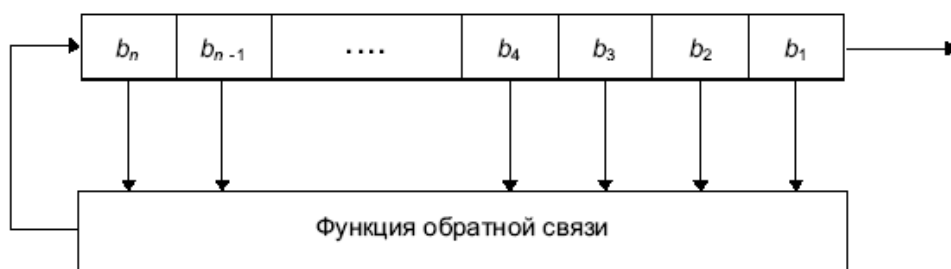 bₙ bₙ₋₁ .... b₄ b₃ b₂ b₁
Функция обратной связи